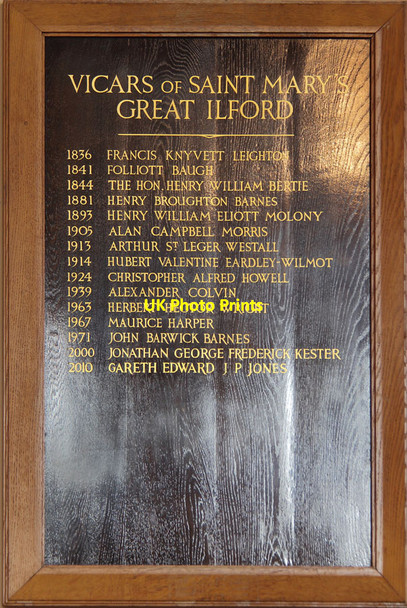 VICARS OF SAINT MARY'S
GREAT ILFORD
1836 FRANCIS KNYVETT LEIGHTON
1841 FOLLIOTT BAUGH
1844 THE HON. HENRY WILLIAM BERTIE
1881 HENRY BROUGHTON BARNES
1893 HENRY WILLIAM ELIOTT MOLONY
1905 ALAN CAMPBELL MORRIS
1913 ARTHUR ST LEGER WESTALL
1914 HUBERT VALENTINE EARDLEY-WILMOT
1924 CHRISTOPHER ALFRED HOWELL
1939 ALEXANDER COLVIN
UK Photo Prints
1963 HERBERT WRIGHT
1967 MAURICE HARPER
1971 JOHN BARWICK BARNES
2000 JONATHAN GEORGE FREDERICK KESTER
2010 GARETH EDWARD J P JONES